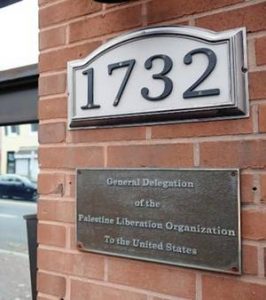 1732
General Delegation
of the
Palestine Liberation Organization
To the United States